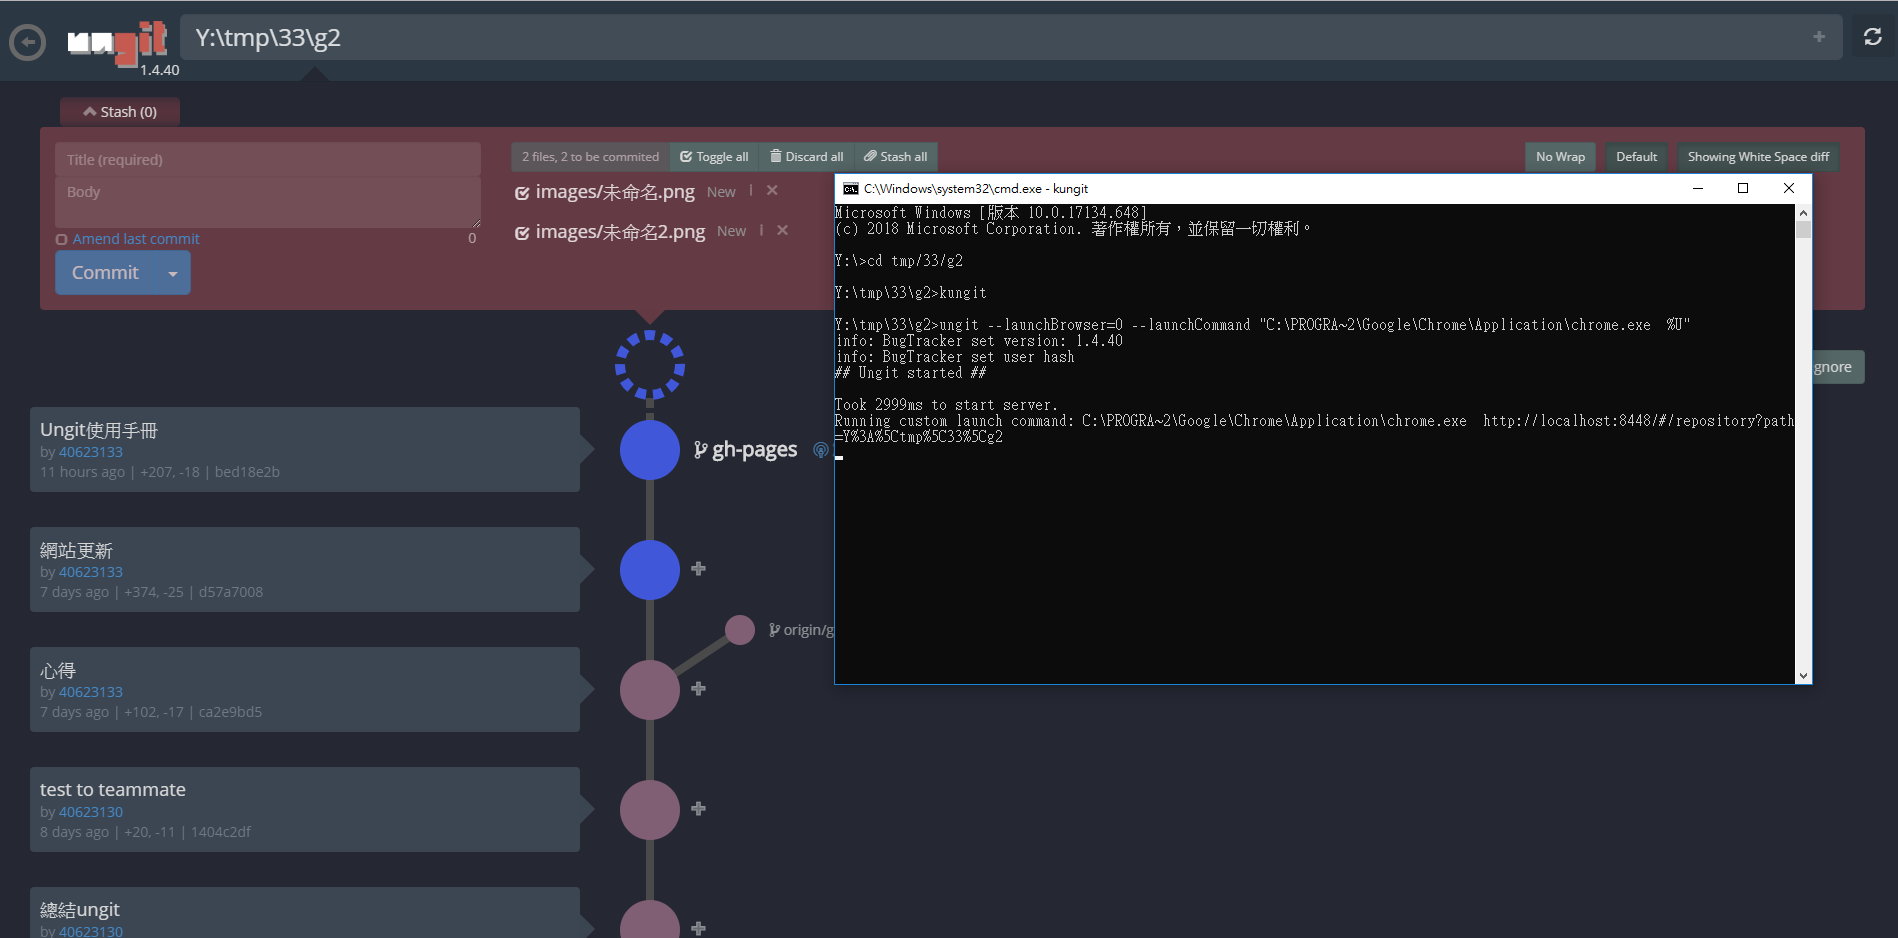 ungit
1.4.40
Y:\tmp\33\g2
Stash (0)
Title (required)
Body
Amend last commit
0
Commit
2 files, 2 to be commited
Toggle all
Discard all
Stash all
No Wrap
Default
Showing White Space diff
images/未命名.png New
images/未命名2.png New
C:\Windows\system32\cmd.exe - kungit
Microsoft Windows [版本 10.0.17134.648]
(c) 2018 Microsoft Corporation. 著作權所有，並保留一切權利。
Y:\>cd tmp/33/g2
Y:\tmp\33\g2>kungit
Y:\tmp\33\g2>ungit --launchBrowser=0 --launchCommand "C:\PROGRA~2\Google\Chrome\Application\chrome.exe  %U"
info: BugTracker set version: 1.4.40
info: BugTracker set user hash
## Ungit started ##
Took 2999ms to start server.
Running custom launch command: C:\PROGRA~2\Google\Chrome\Application\chrome.exe  http://localhost:8448/#/repository?path
=Y%3A%5Ctmp%5C33%5Cg2
gnore
Ungit使用手冊
by 40623133
11 hours ago | +207, -18 | bed18e2b
gh-pages
網站更新
by 40623133
7 days ago | +374, -25 | d57a7008
origin/g
心得
by 40623133
7 days ago | +102, -17 | ca2e9bd5
test to teammate
by 40623130
8 days ago | +20, -11 | 1404c2df
總結ungit
by 40623130